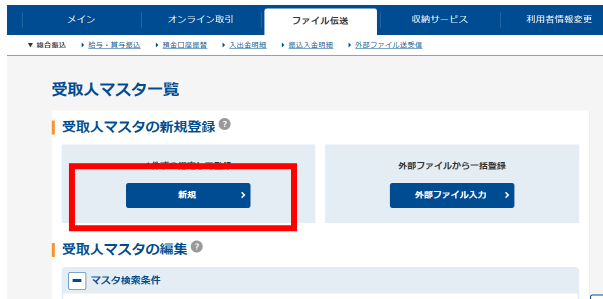 メイン オンライン取引 ファイル伝送 収納サービス 利用者情報変更
▼ 総合振込 ▶ 給与・賞与振込 ▶ 預金口座振替 ▶ 入出金明細 ▶ 振込入金明細 ▶ 外部ファイル送受信
受取人マスター覧
受取人マスタの新規登録 ?
外部ファイルから一括登録
新規 > 外部ファイル入力 >
受取人マスタの編集 ?
マスタ検索条件